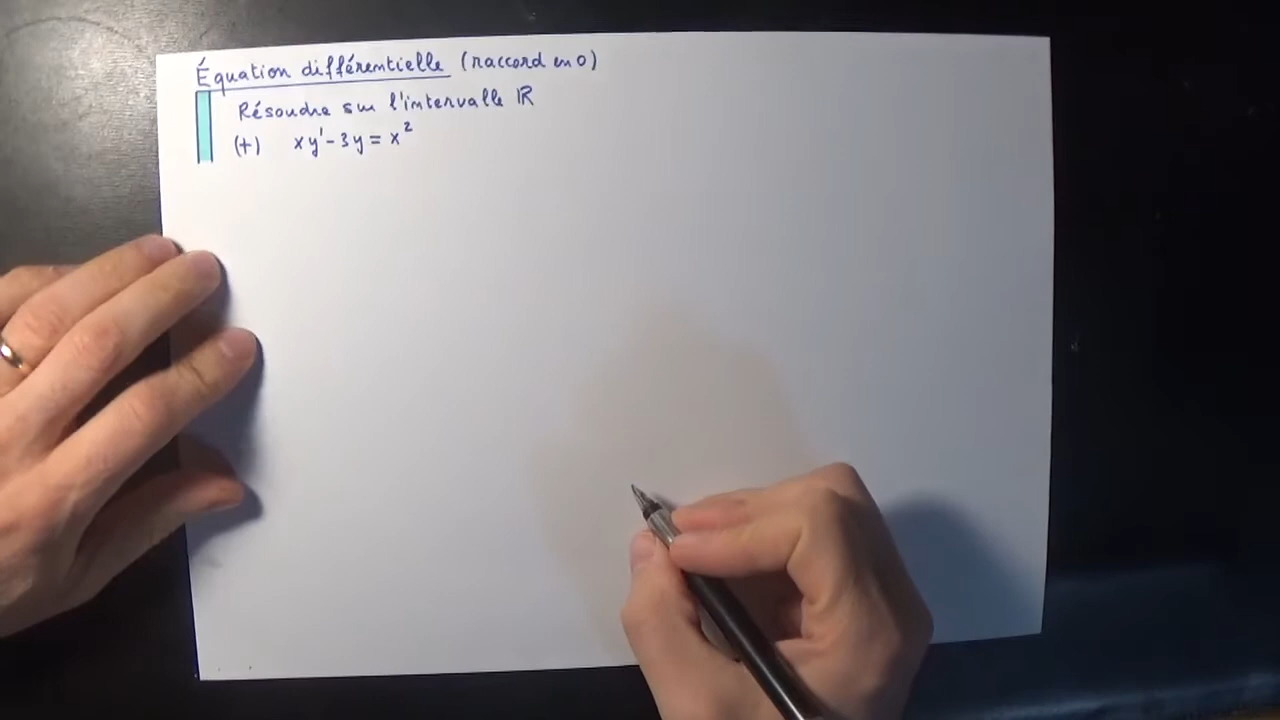 Équation différentielle (raccord en 0)
Résoudre sur l'intervalle ℝ
(+) xy' - 3y = x²